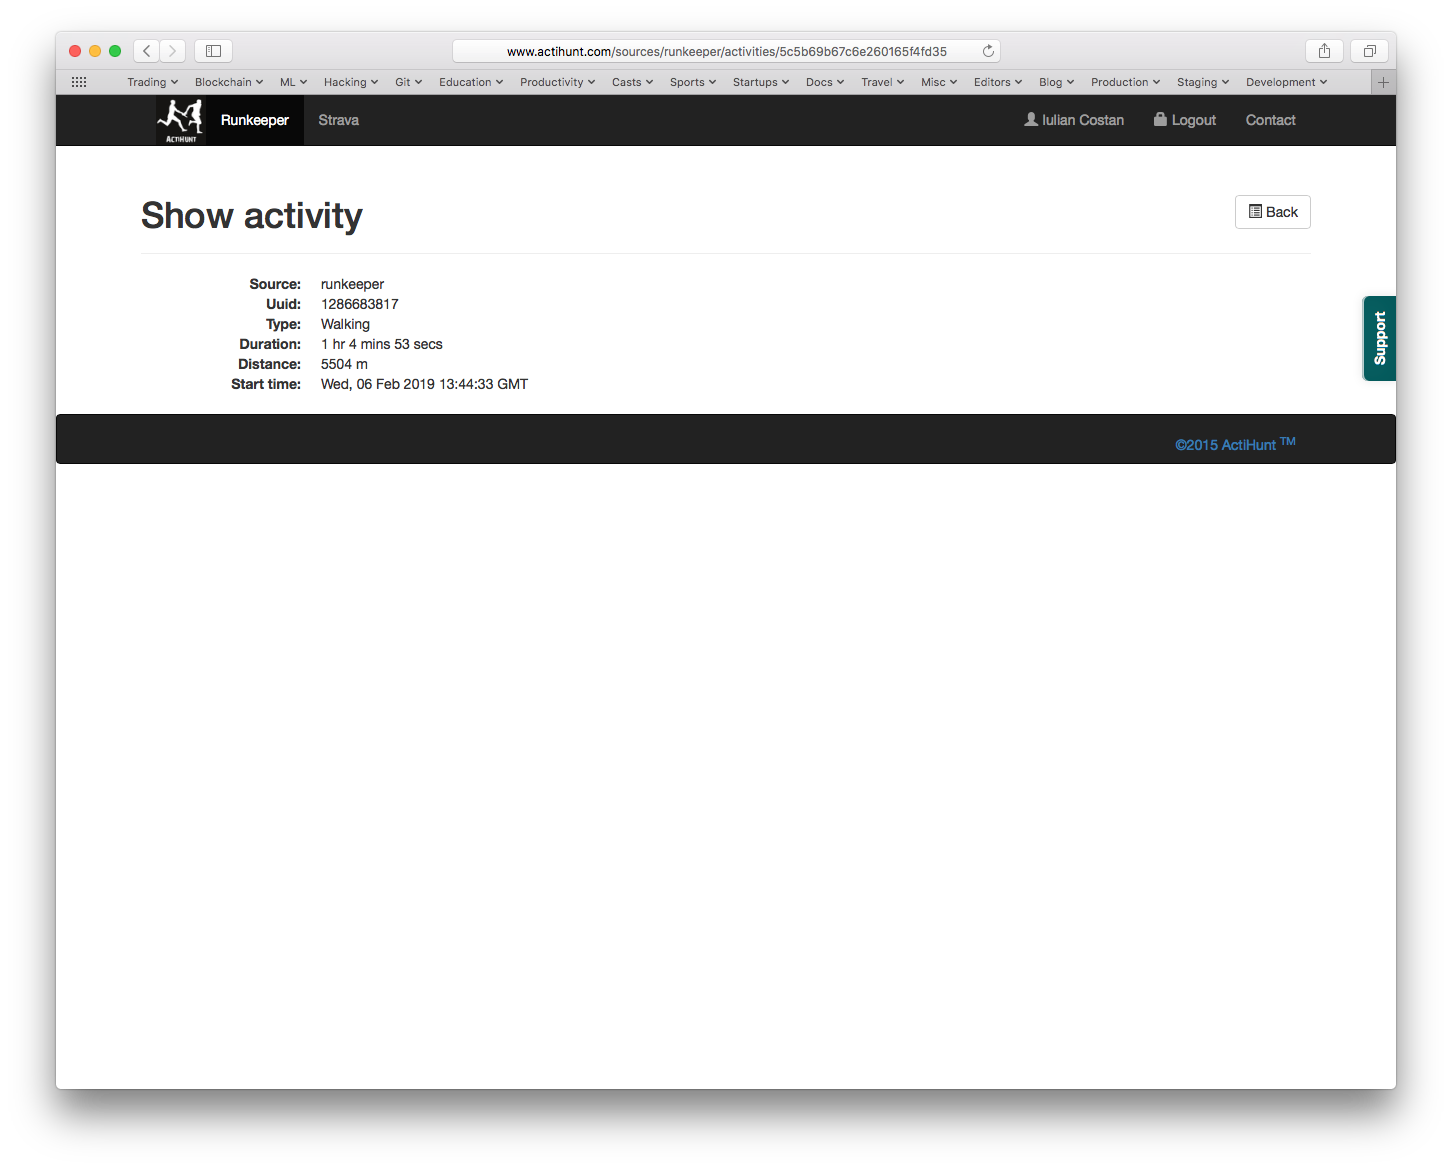 www.actihunt.com/sources/runkeeper/activities/5c5b69b67c6e260165f4fd35
Trading Blockchain ML Hacking Git Education Productivity Casts Sports Startups Docs Travel Misc Editors Blog Production Staging Development
ACTIHUNT Runkeeper Strava Iulian Costan Logout Contact
Show activity Back
Source: runkeeper
Uuid: 1286683817
Type: Walking
Duration: 1 hr 4 mins 53 secs
Distance: 5504 m
Start time: Wed, 06 Feb 2019 13:44:33 GMT
Support
©2015 ActiHunt TM